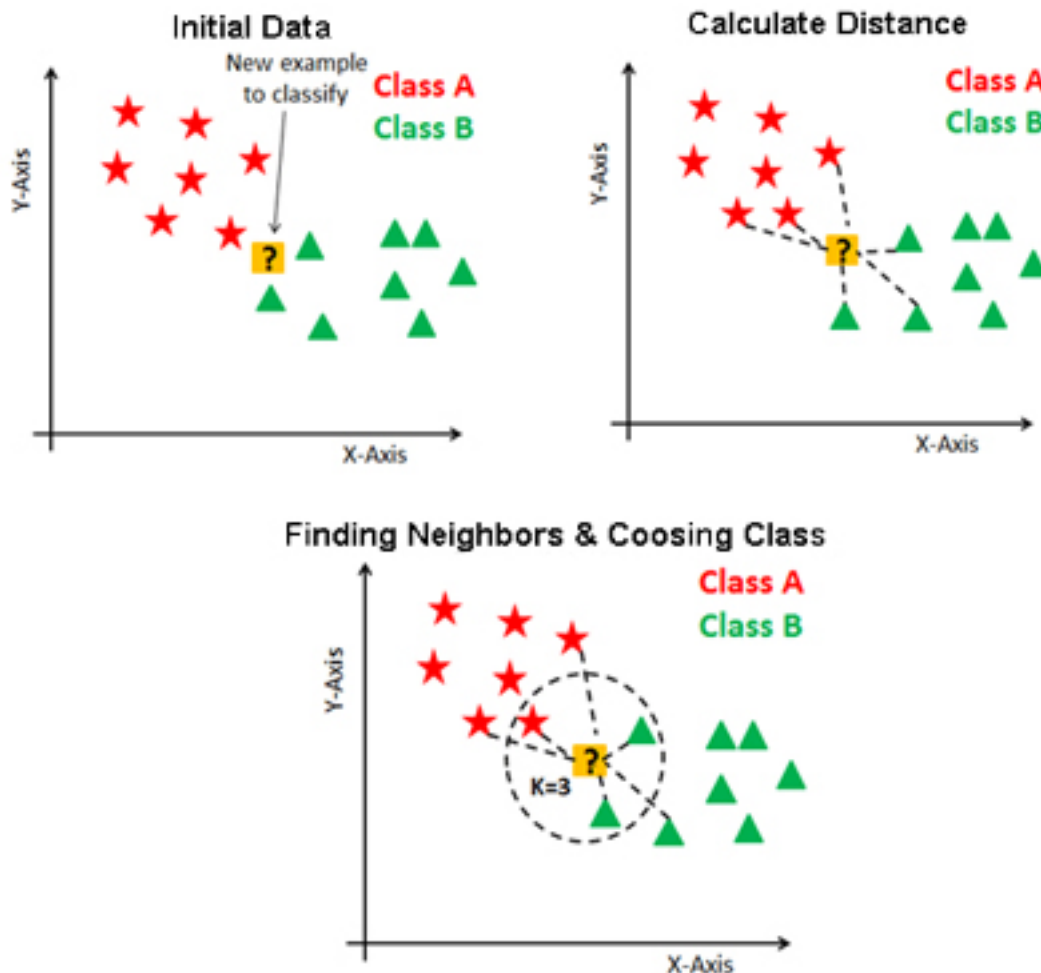 Initial Data
New example
to classify
Class A
Class B
?
Y-Axis
X-Axis
Calculate Distance
Class A
Class B
?
Y-Axis
X-Axis
Finding Neighbors & Coosing Class
Class A
Class B
?
K=3
Y-Axis
X-Axis